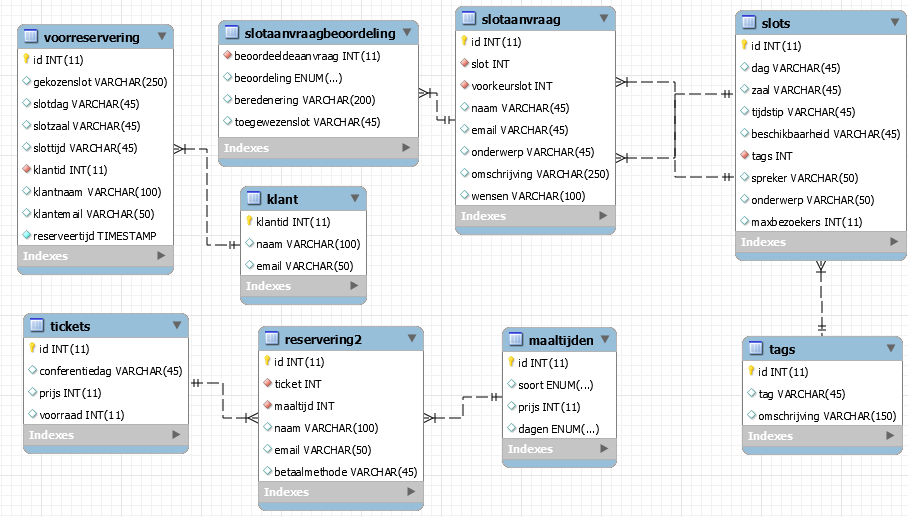 voorreservering
id INT(11)
gekozenslot VARCHAR(250)
slotdag VARCHAR(45)
slotzaal VARCHAR(45)
slottijd VARCHAR(45)
klantid INT(11)
klantnaam VARCHAR(100)
klantemail VARCHAR(50)
reserveertijd TIMESTAMP
Indexes
slotaanvraagbeoordeling
beoordeeldeaanvraag INT(11)
beoordeling ENUM(...)
beredenering VARCHAR(200)
toegewezenslot VARCHAR(45)
Indexes
slotaanvraag
id INT(11)
slot INT
voorkeurslot INT
naam VARCHAR(45)
email VARCHAR(45)
onderwerp VARCHAR(45)
omschrijving VARCHAR(250)
wensen VARCHAR(100)
Indexes
slots
id INT(11)
dag VARCHAR(45)
zaal VARCHAR(45)
tijdstip VARCHAR(45)
beschikbaarheid VARCHAR(45)
tags INT
spreker VARCHAR(50)
onderwerp VARCHAR(50)
maxbezoekers INT(11)
Indexes
klant
klantid INT(11)
naam VARCHAR(100)
email VARCHAR(50)
Indexes
tickets
id INT(11)
conferentiedag VARCHAR(45)
prijs INT(11)
voorraad INT(11)
Indexes
reservering2
id INT(11)
ticket INT
maaltijd INT
naam VARCHAR(100)
email VARCHAR(50)
betaalmethode VARCHAR(45)
Indexes
maaltijden
id INT(11)
soort ENUM(...)
prijs INT(11)
dagen ENUM(...)
Indexes
tags
id INT(11)
tag VARCHAR(45)
omschrijving VARCHAR(150)
Indexes